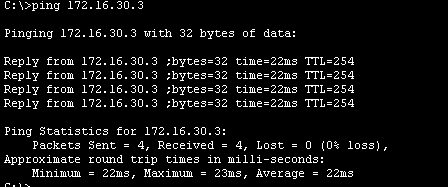 C:\>ping 172.16.30.3
Pinging 172.16.30.3 with 32 bytes of data:
Reply from 172.16.30.3 ;bytes=32 time=22ms TTL=254
Reply from 172.16.30.3 ;bytes=32 time=22ms TTL=254
Reply from 172.16.30.3 ;bytes=32 time=22ms TTL=254
Reply from 172.16.30.3 ;bytes=32 time=22ms TTL=254
Ping Statistics for 172.16.30.3:
Packets Sent = 4, Received = 4, Lost = 0 (0% loss),
Approximate round trip times in milli-seconds:
Minimum = 22ms, Maximum = 23ms, Average = 22ms
C:\>